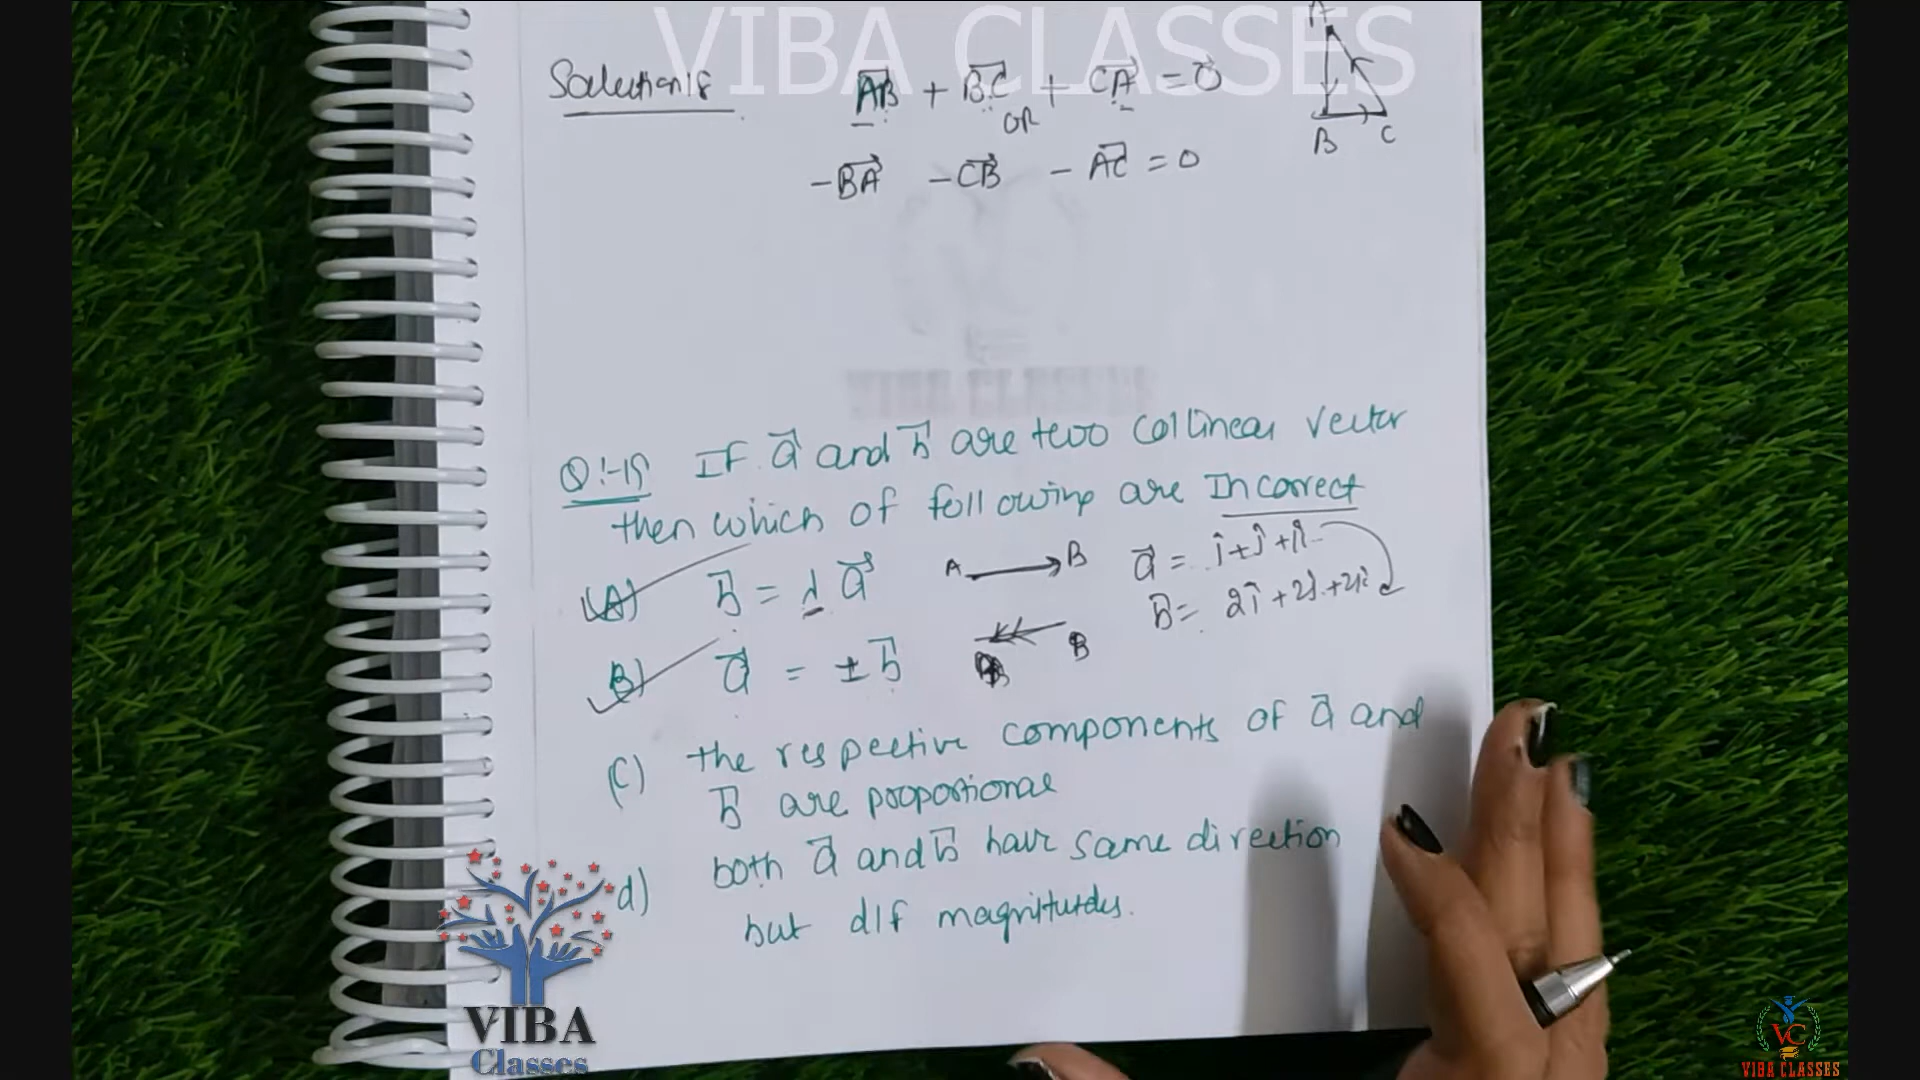 VIBA CLASSES
Solution:
AB + BC + CA = 0
OR
-BA -CB -AC = 0
A
B C
If a and b are two collinear vector
then which of following are Incorrect
(A) b = λ a
A B
a = i + j + k
b = 2i + 2j + 2k
(B) a = ± b
B
(C) the respective components of a and
b are proportional
d) both a and b have same direction
but dif magnitudes.
VIBA
Classes
VC
VIBA CLASSES